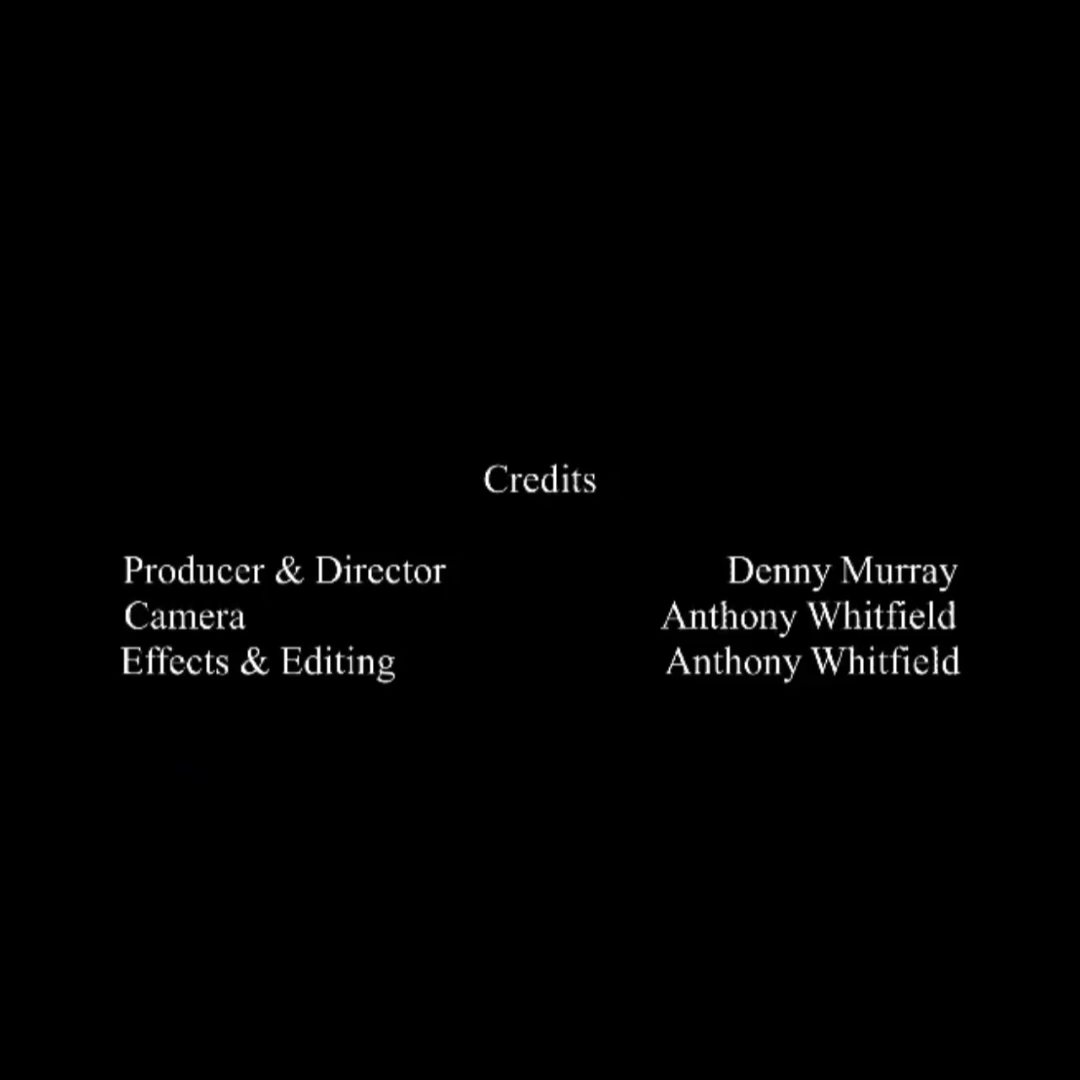 Credits
Producer & Director Denny Murray
Camera Anthony Whitfield
Effects & Editing Anthony Whitfield